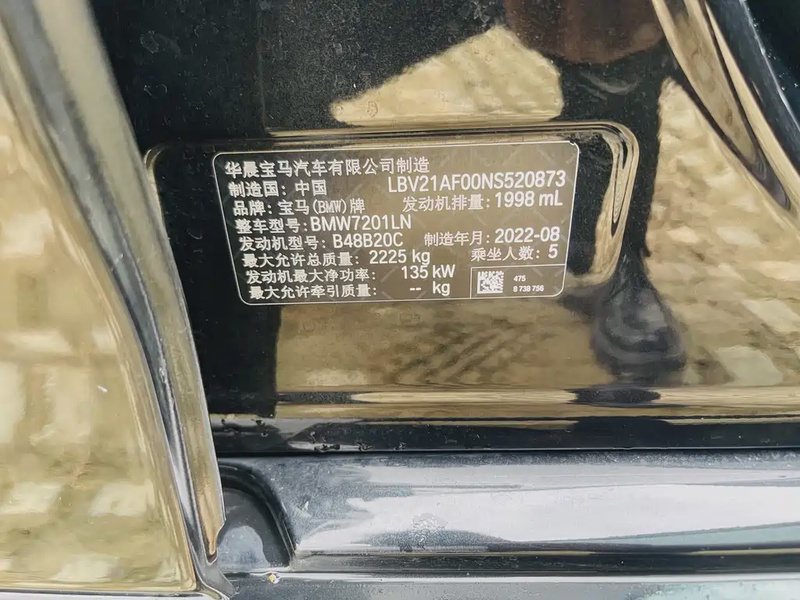 华晨宝马汽车有限公司制造
制造国：中国 LBV21AF00NS520873
品牌：宝马(BMW)牌 发动机排量：1998 mL
整车型号：BMW7201LN
发动机型号：B48B20C 制造年月：2022-08
最大允许总质量：2225 kg 乘坐人数：5
发动机最大净功率：135 kW
最大允许牵引质量：-- kg
475
8 738 756